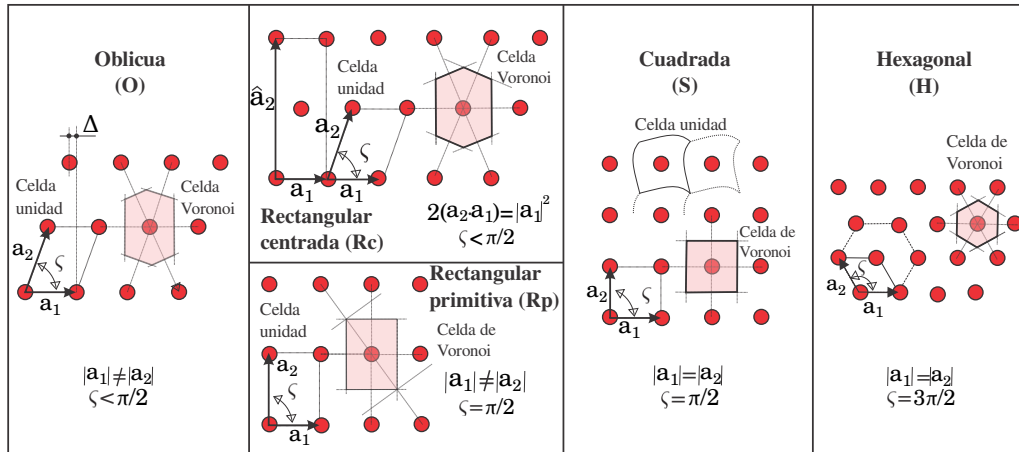 Oblicua
(O)
Δ
Celda
unidad
Celda
Voronoi
a₂
ς
a₁
|a₁|≠|a₂|
ς<π/2
Celda
unidad
Celda
Voronoi
â₂
a₂
ς
a₁
a₁
Rectangular
centrada (Rc)
2(a₂·a₁)=|a₁|²
ς<π/2
Rectangular
primitiva (Rp)
Celda
unidad
Celda de
Voronoi
a₂
ς
a₁
|a₁|≠|a₂|
ς=π/2
Cuadrada
(S)
Celda unidad
Celda de
Voronoi
a₂
ς
a₁
|a₁|=|a₂|
ς=π/2
Hexagonal
(H)
Celda de
Voronoi
a₂
ς
a₁
|a₁|=|a₂|
ς=3π/2